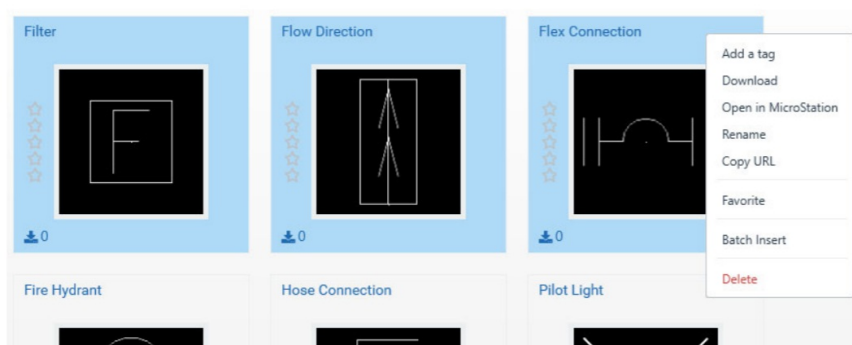 Filter
Flow Direction
Flex Connection
Add a tag
Download
Open in MicroStation
Rename
Copy URL
Favorite
Batch Insert
Delete
F
0
0
0
Fire Hydrant
Hose Connection
Pilot Light